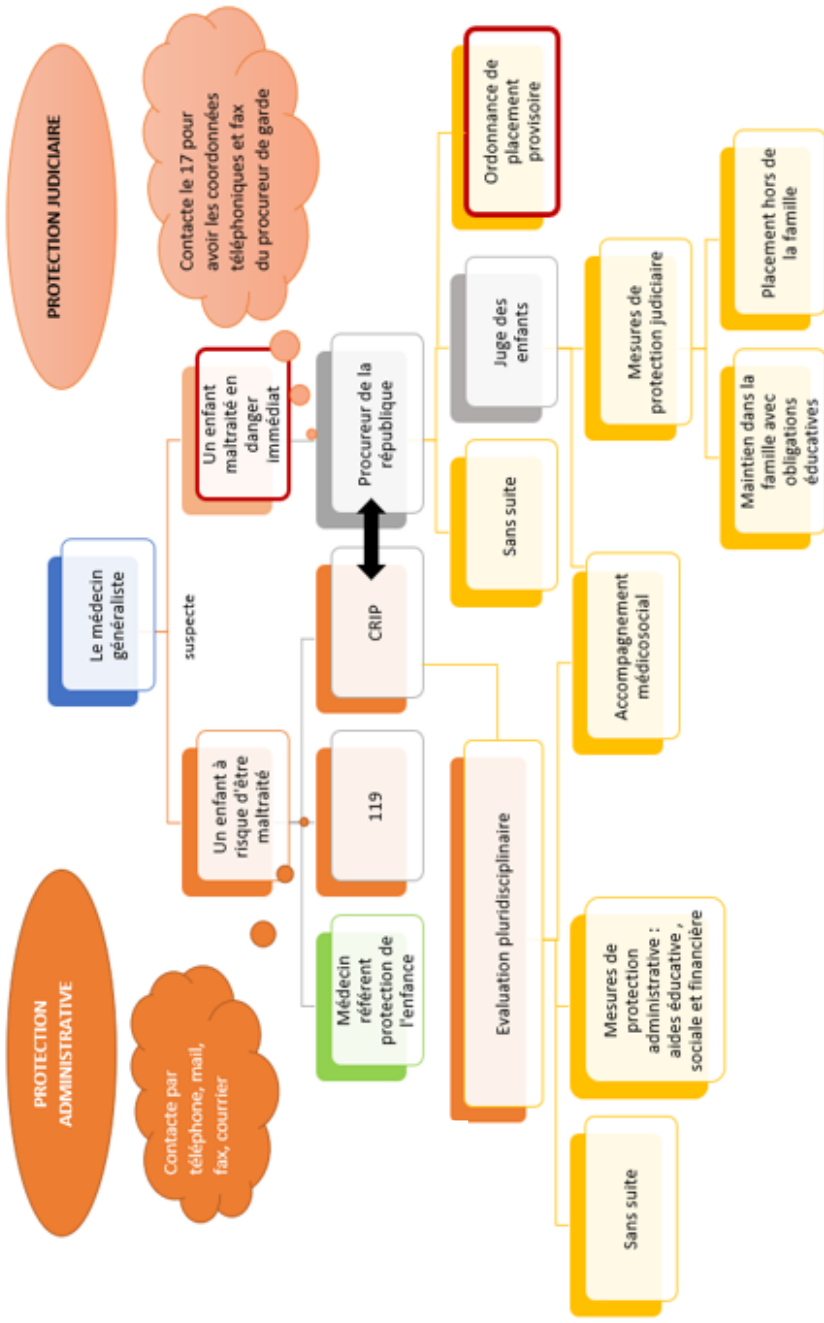 PROTECTION
ADMINISTRATIVE
PROTECTION JUDICIAIRE
Le médecin
généraliste
suspecte
Contacte par
téléphone, mail,
fax, courrier
Un enfant à
risque d'être
maltraité
Un enfant
maltraité en
danger
immédiat
Contacte le 17 pour
avoir les coordonnées
téléphoniques et fax
du procureur de garde
Médecin
référent
protection de
l'enfance
119
CRIP
Procureur de la
république
Evaluation pluridisciplinaire
Sans suite
Juge des
enfants
Ordonnance de
placement
provisoire
Sans suite
Mesures de
protection
administrative :
aides éducative ,
sociale et financière
Accompagnement
médicosocial
Mesures de
protection judiciaire
Maintien dans la
famille avec
obligations
éducatives
Placement hors de
la famille